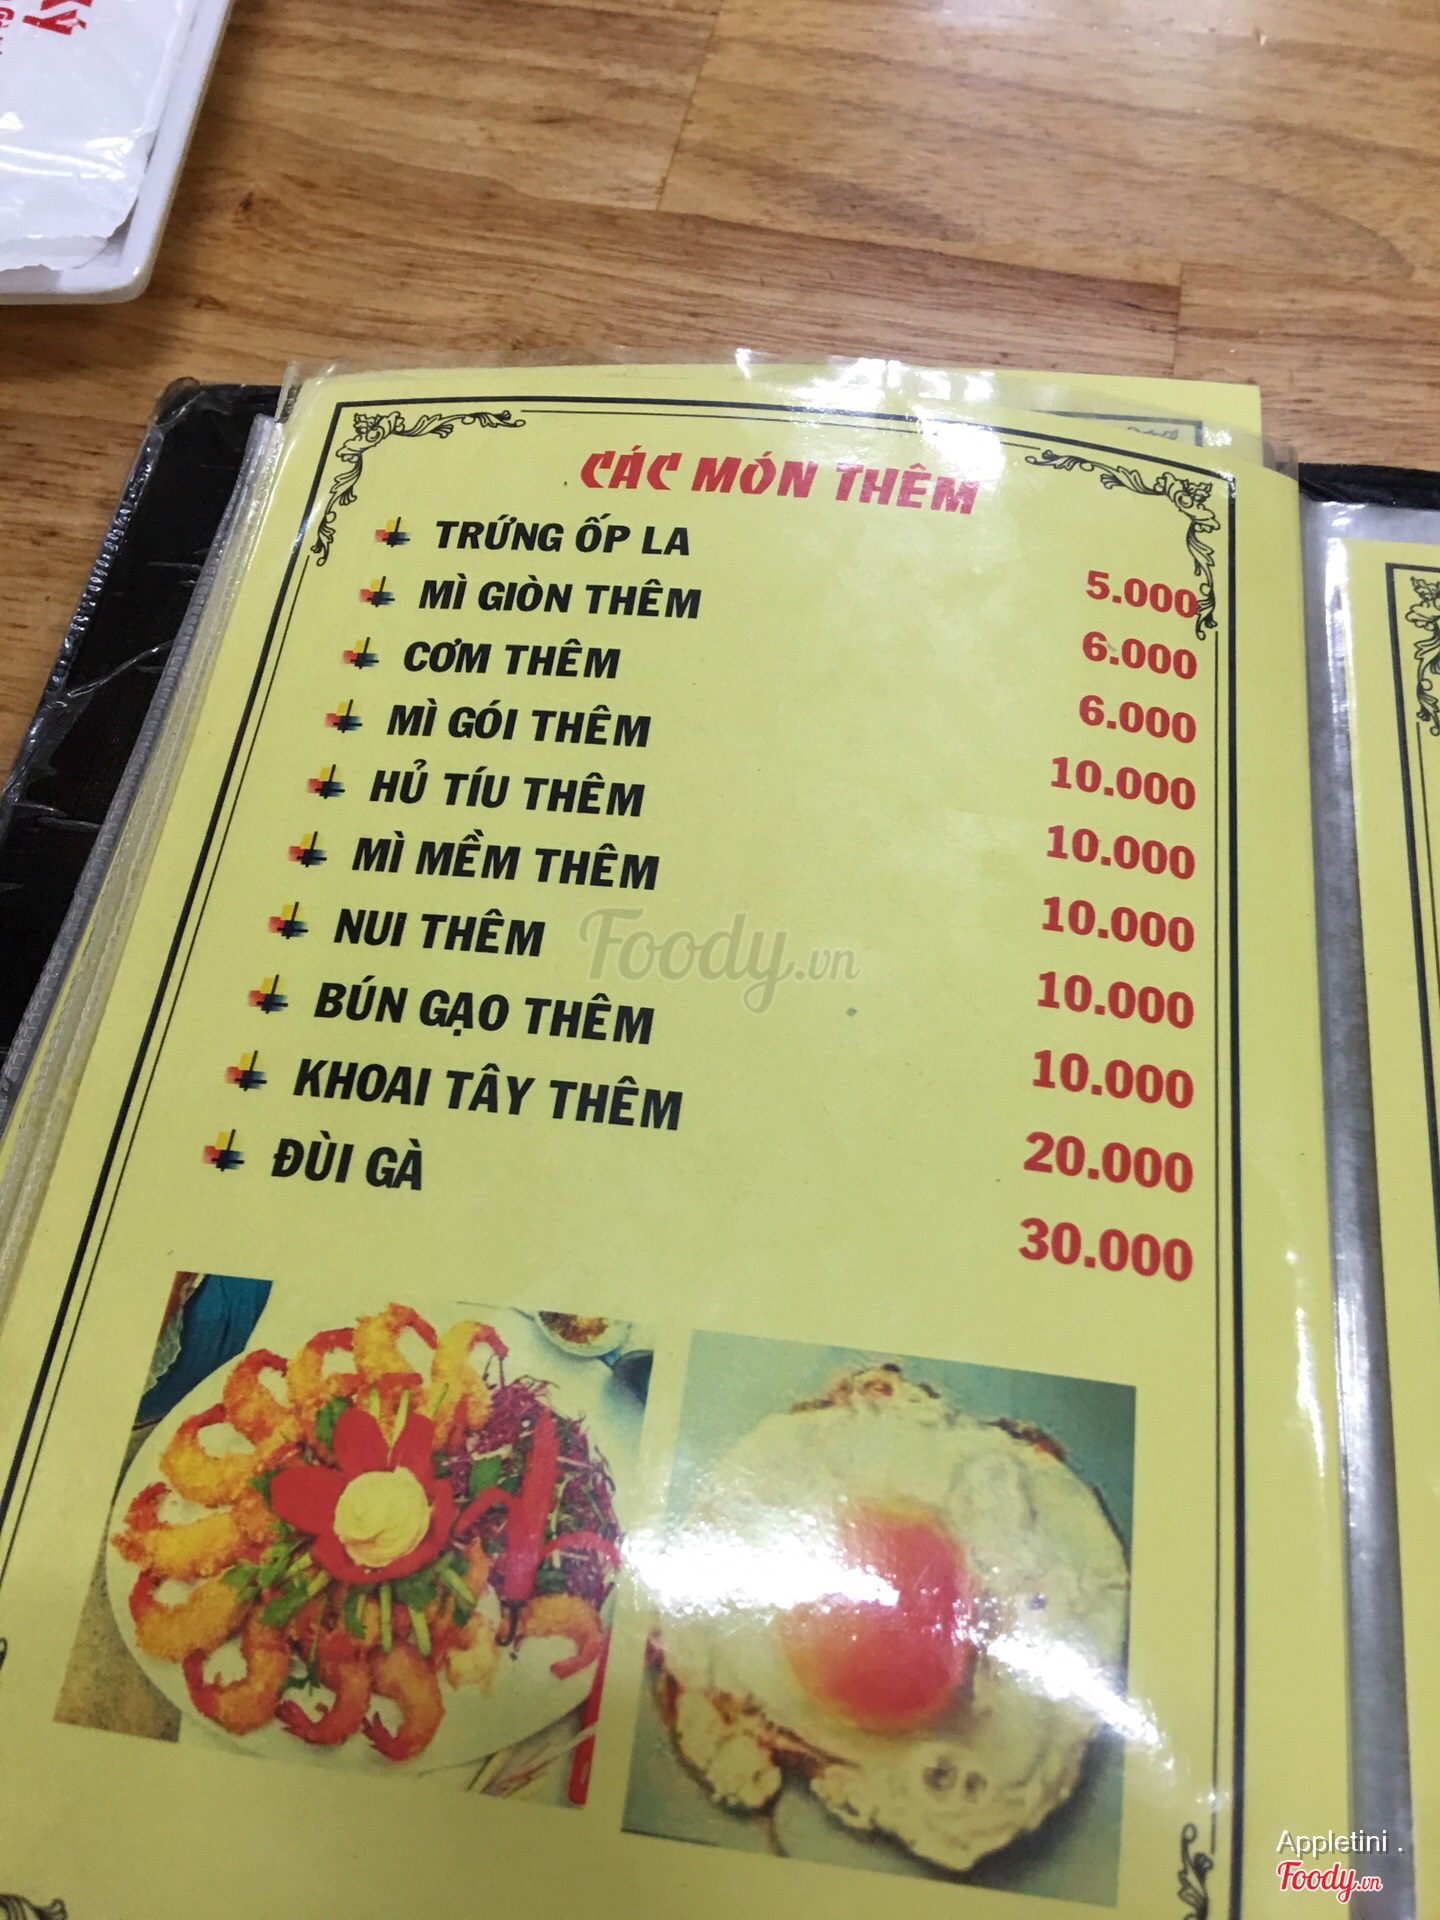 CÁC MÓN THÊM
TRỨNG ỐP LA 5.000
MÌ GIÒN THÊM 6.000
CƠM THÊM 6.000
MÌ GÓI THÊM 10.000
HỦ TÍU THÊM 10.000
MÌ MỀM THÊM 10.000
NUI THÊM 10.000
BÚN GẠO THÊM 10.000
KHOAI TÂY THÊM 20.000
ĐÙI GÀ 30.000
Foody.vn
Appletini .
Foody.vn